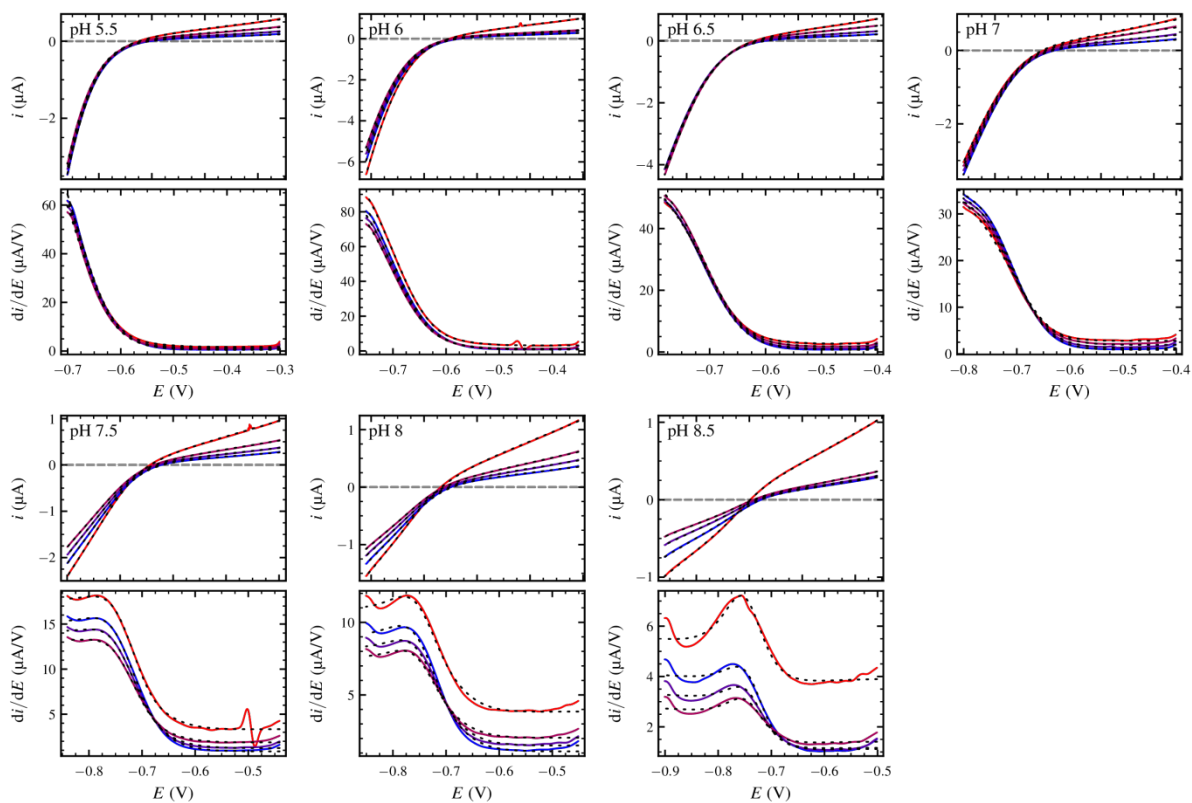 pH 5.5
0
−2
i (µA)
pH 6
0
−2
−4
−6
i (µA)
pH 6.5
0
−2
−4
i (µA)
pH 7
0
−2
i (µA)
60
40
20
0
di/dE (µA/V)
−0.7 −0.6 −0.5 −0.4 −0.3
E (V)
80
60
40
20
0
di/dE (µA/V)
−0.7 −0.6 −0.5 −0.4
E (V)
40
20
0
di/dE (µA/V)
−0.7 −0.6 −0.5 −0.4
E (V)
30
20
10
0
di/dE (µA/V)
−0.8 −0.7 −0.6 −0.5 −0.4
E (V)
pH 7.5
1
0
−1
−2
i (µA)
pH 8
1
0
−1
i (µA)
pH 8.5
1
0
−1
i (µA)
15
10
5
di/dE (µA/V)
−0.8 −0.7 −0.6 −0.5
E (V)
10
5
di/dE (µA/V)
−0.8 −0.7 −0.6 −0.5
E (V)
6
4
2
di/dE (µA/V)
−0.9 −0.8 −0.7 −0.6 −0.5
E (V)